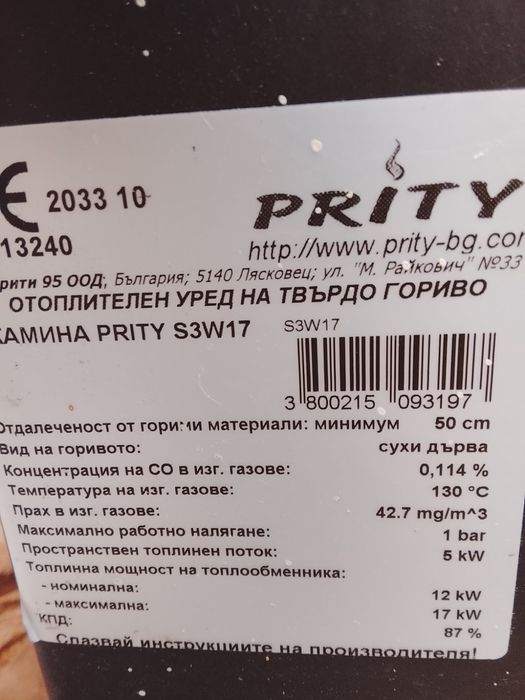 CE 2033 10
13240
PRITY
http://www.prity-bg.com
рити 95 ООД, България; 5140 Лясковец; ул. "М. Райкович" №33
ОТОПЛИТЕЛЕН УРЕД НА ТВЪРДО ГОРИВО
КАМИНА PRITY S3W17
S3W17
3 800215 093197
Отдалеченост от горими материали: минимум 50 cm
Вид на горивото: сухи дърва
Концентрация на CO в изг. газове: 0,114 %
Температура на изг. газове: 130 °C
Прах в изг. газове: 42.7 mg/m^3
Максимално работно налягане: 1 bar
Пространствен топлинен поток: 5 kW
Топлинна мощност на топлообменника:
- номинална: 12 kW
- максимална: 17 kW
КПД: 87 %
Спазвай инструкциите на производителя!